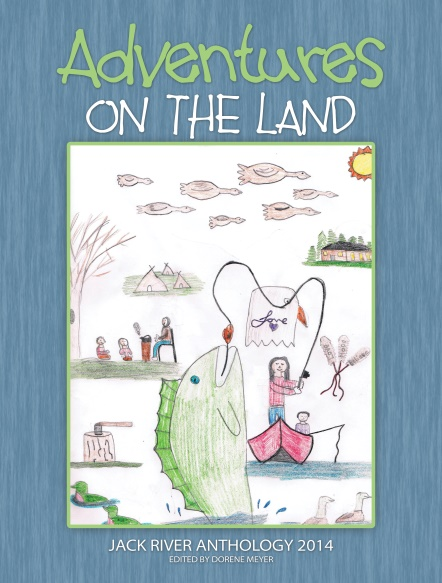 Adventures
ON THE LAND
Love
JACK RIVER ANTHOLOGY 2014
EDITED BY DORENE MEYER